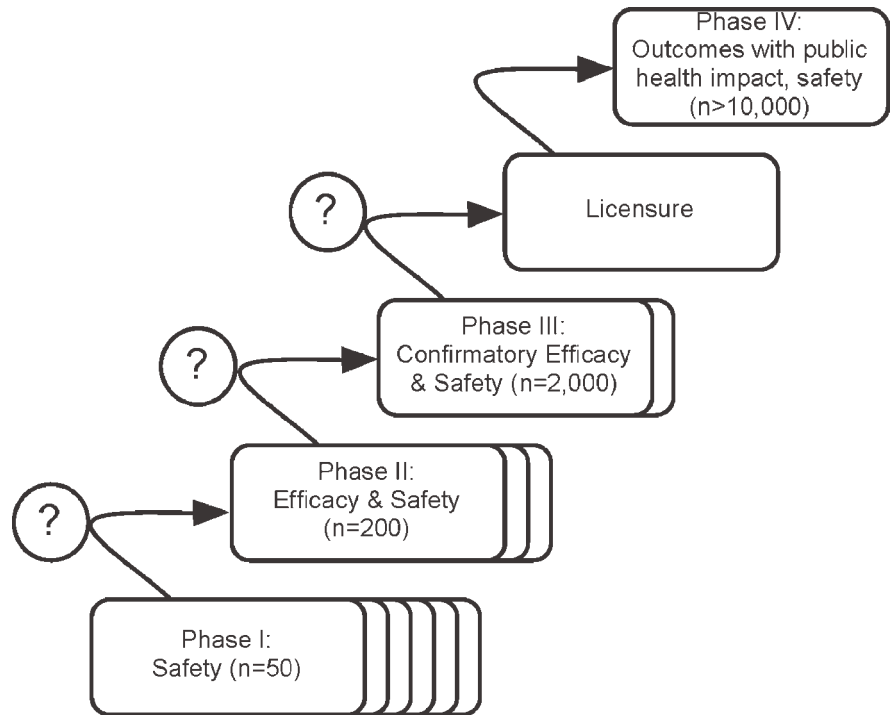 Phase IV:
Outcomes with public
health impact, safety
(n>10,000)
?
Licensure
?
Phase III:
Confirmatory Efficacy
& Safety (n=2,000)
?
Phase II:
Efficacy & Safety
(n=200)
Phase I:
Safety (n=50)